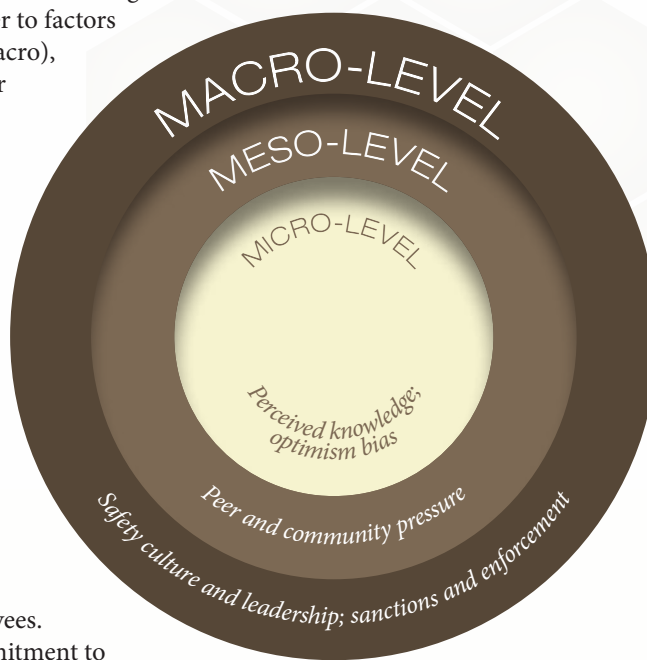 er to factors
acro),
MACRO-LEVEL
MESO-LEVEL
MICRO-LEVEL
Perceived knowledge;
optimism bias
Peer and community pressure
Safety culture and leadership; sanctions and enforcement
yees.
mitment to